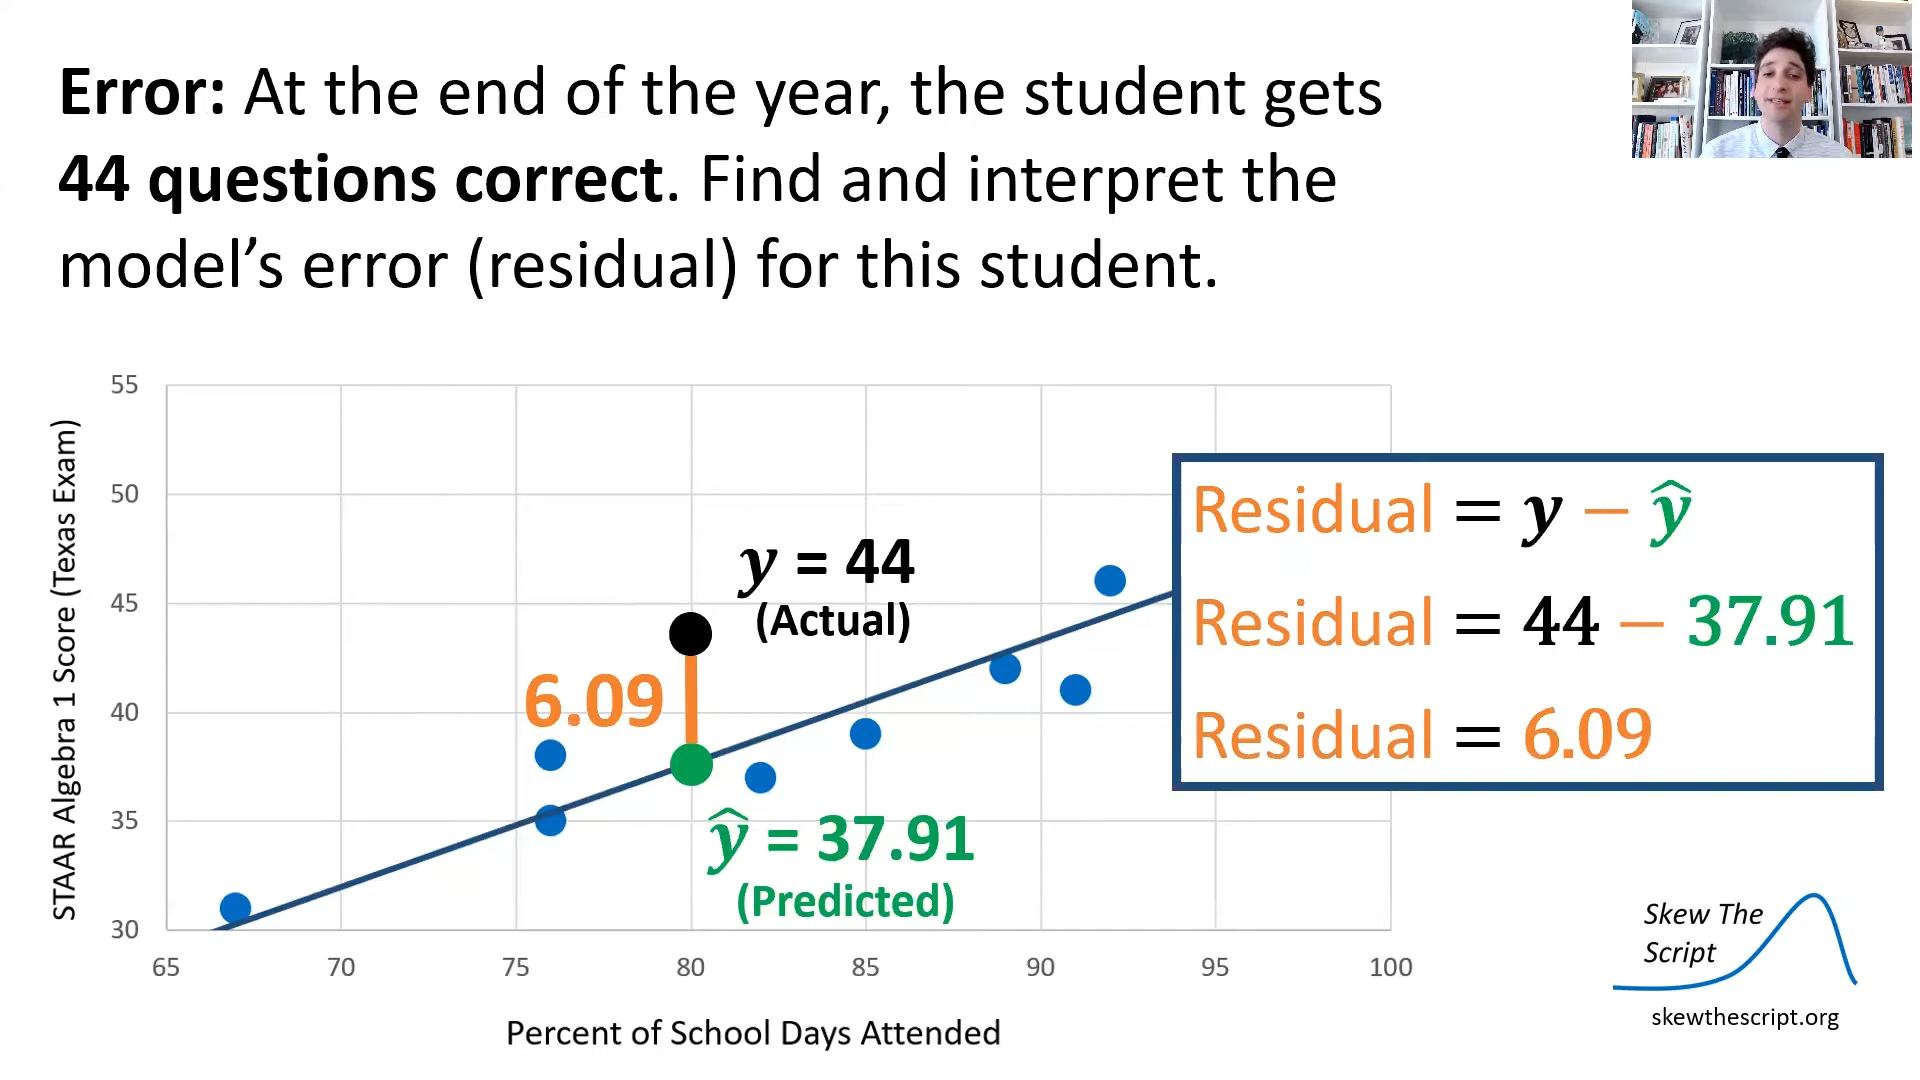 Error: At the end of the year, the student gets
44 questions correct. Find and interpret the
model’s error (residual) for this student.
STAAR Algebra 1 Score (Texas Exam)
55
50
45
40
35
30
65
70
75
80
85
90
95
100
Percent of School Days Attended
y = 44
(Actual)
6.09
ŷ = 37.91
(Predicted)
Residual = y − ŷ
Residual = 44 − 37.91
Residual = 6.09
Skew The
Script
skewthescript.org